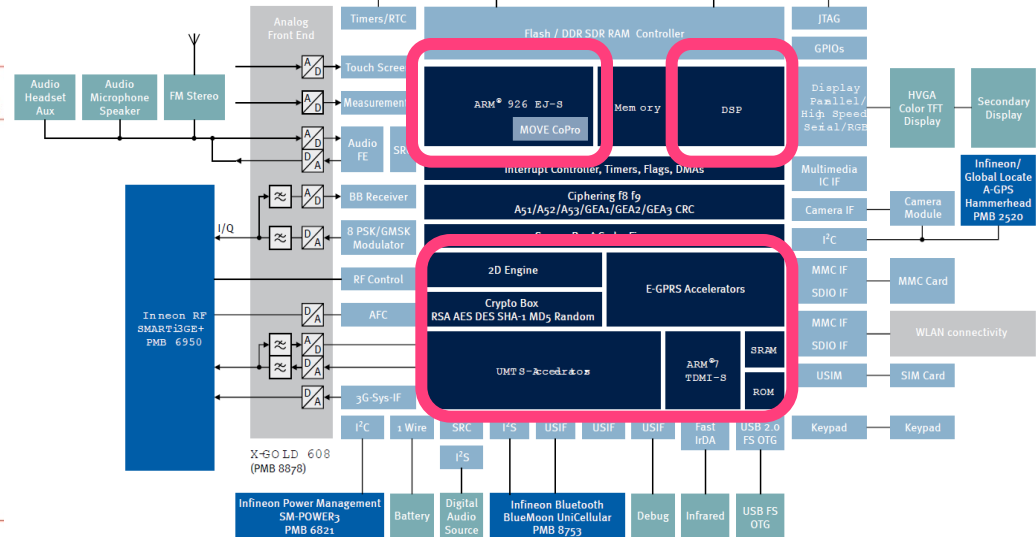 Timers/RTC
Analog
Front End
Flash / DDR SDR RAM Controller
JTAG
GPIOs
A
D
Touch Scree
Audio
Headset
Aux
Audio
Microphone
Speaker
FM Stereo
A
D
Measurement
ARM® 926 EJ-S
MOVE CoPro
Memory
DSP
Display
Parallel/
High Speed
Serial/RGB
HVGA
Color TFT
Display
Secondary
Display
A
D
D
A
Audio
FE
SR
Interrupt Controller, Timers, Flags, DMAs
Multimedia
IC IF
Infineon/
Global Locate
A-GPS
Hammerhead
PMB 2520
≈
A
D
BB Receiver
Ciphering f8 f9
A51/A52/A53/GEA1/GEA2/GEA3 CRC
Camera IF
Camera
Module
I/Q
≈
D
A
8 PSK/GMSK
Modulator
I²C
RF Control
2D Engine
E-GPRS Accelerators
MMC IF
SDIO IF
MMC Card
Crypto Box
RSA AES DES SHA-1 MD5 Random
Inneon RF
SMARTi3GE+
PMB 6950
D
A
AFC
MMC IF
SDIO IF
WLAN connectivity
≈
A
D
≈
D
A
UMTS-Accedrators
ARM®7
TDMI-S
SRAM
ROM
USIM
SIM Card
D
A
3G-Sys-IF
I²C
1 Wire
SRC
I²S
USIF
USIF
USIF
Fast
IrDA
USB 2.0
FS OTG
Keypad
Keypad
I²S
X-GOLD 608
(PMB 8878)
Infineon Power Management
SM-POWER3
PMB 6821
Battery
Digital
Audio
Source
Infineon Bluetooth
BlueMoon UniCellular
PMB 8753
Debug
Infrared
USB FS
OTG